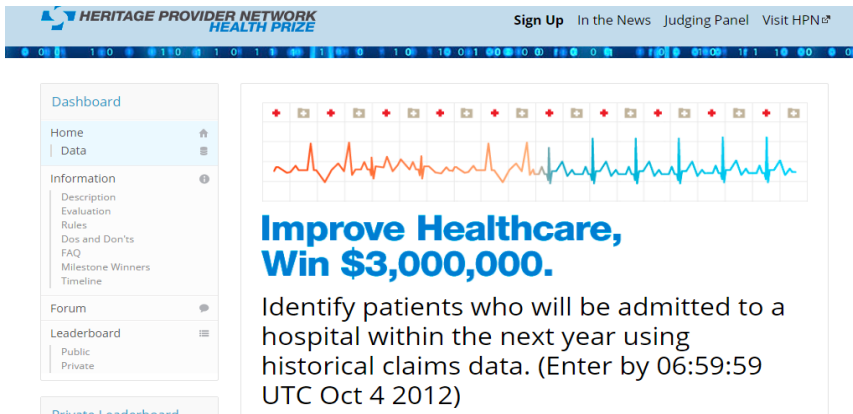 HERITAGE PROVIDER NETWORK
HEALTH PRIZE
Sign Up In the News Judging Panel Visit HPN
Dashboard
Home
Data
Information
Description
Evaluation
Rules
Dos and Don'ts
FAQ
Milestone Winners
Timeline
Forum
Leaderboard
Public
Private
Private Leaderboard
Improve Healthcare,
Win $3,000,000.
Identify patients who will be admitted to a
hospital within the next year using
historical claims data. (Enter by 06:59:59
UTC Oct 4 2012)